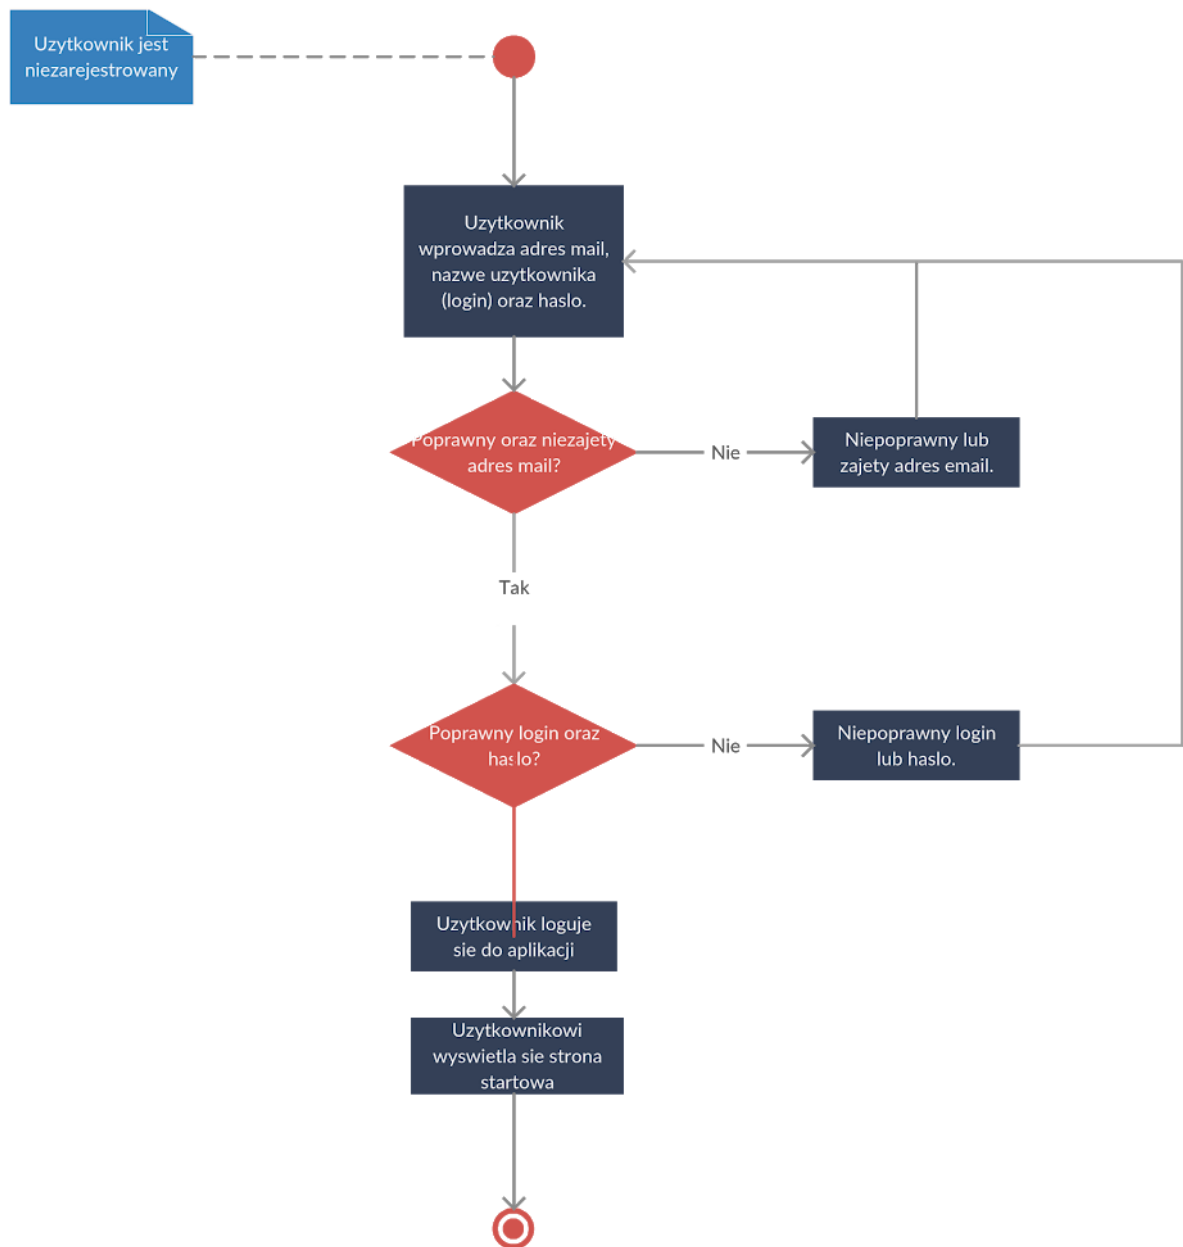 Uzytkownik jest
niezarejestrowany
Uzytkownik
wprowadza adres mail,
nazwe uzytkownika
(login) oraz haslo.
Poprawny oraz niezajety
adres mail?
Nie
Niepoprawny lub
zajety adres email.
Tak
Poprawny login oraz
haslo?
Nie
Niepoprawny login
lub haslo.
Uzytkownik loguje
sie do aplikacji
Uzytkownikowi
wyswietla sie strona
startowa